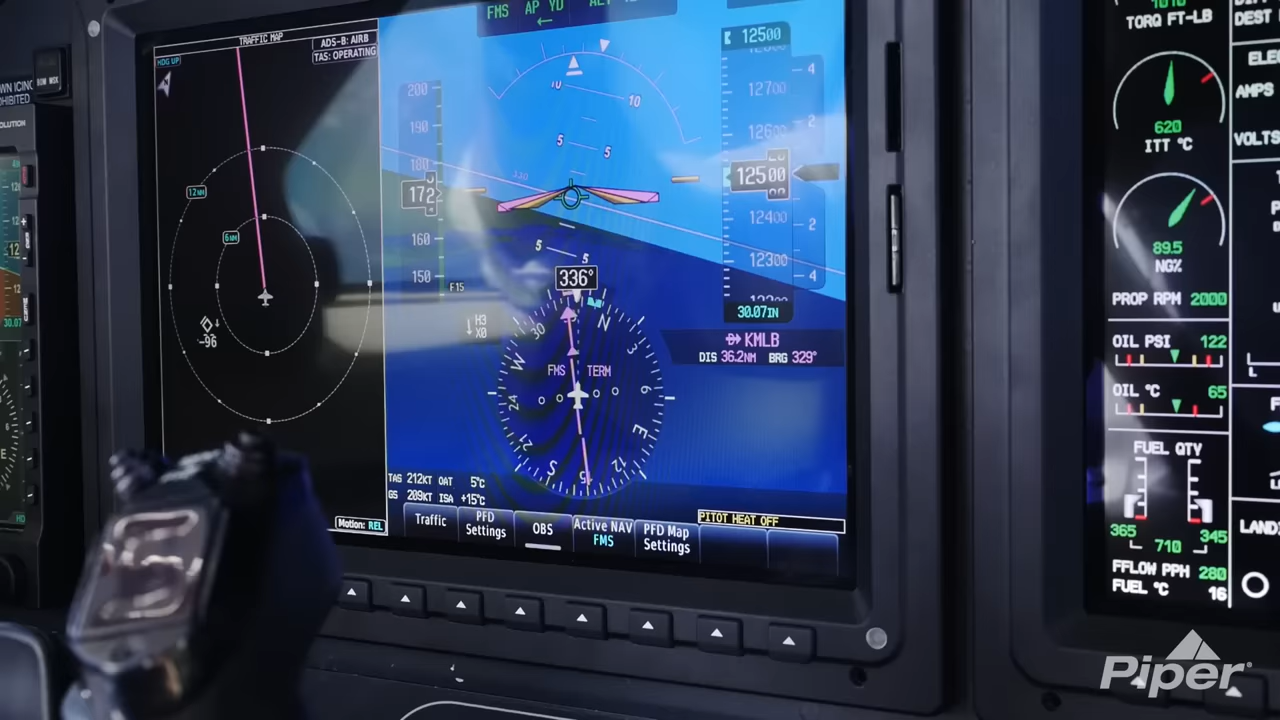 TRAFFIC MAP
ADS-B: AIRB
TAS: OPERATING
HDG UP
12NM
6NM
-96
Motion: REL
FMS AP YD
←
200
190
180
172
160
150
F15
10
10
5
5
5
5
12500
12700
12500
12400
12300
4
2
2
4
30.07IN
336°
H3
X0
N
3
6
E
12
15
S
21
24
W
30
FMS TERM
KMLB
DIS 36.2NM BRG 329°
TAS 212KT OAT 5°C
GS 209KT ISA +15°C
Traffic
PFD Settings
OBS
Active NAV
FMS
PFD Map Settings
PITOT HEAT OFF
TORQ FT-LB
620
ITT °C
89.5
NG%
PROP RPM 2000
OIL PSI 122
OIL °C 65
FUEL QTY
365
345
710
FFLOW PPH 280
FUEL °C 16
DEST
AMPS
VOLTS
Piper